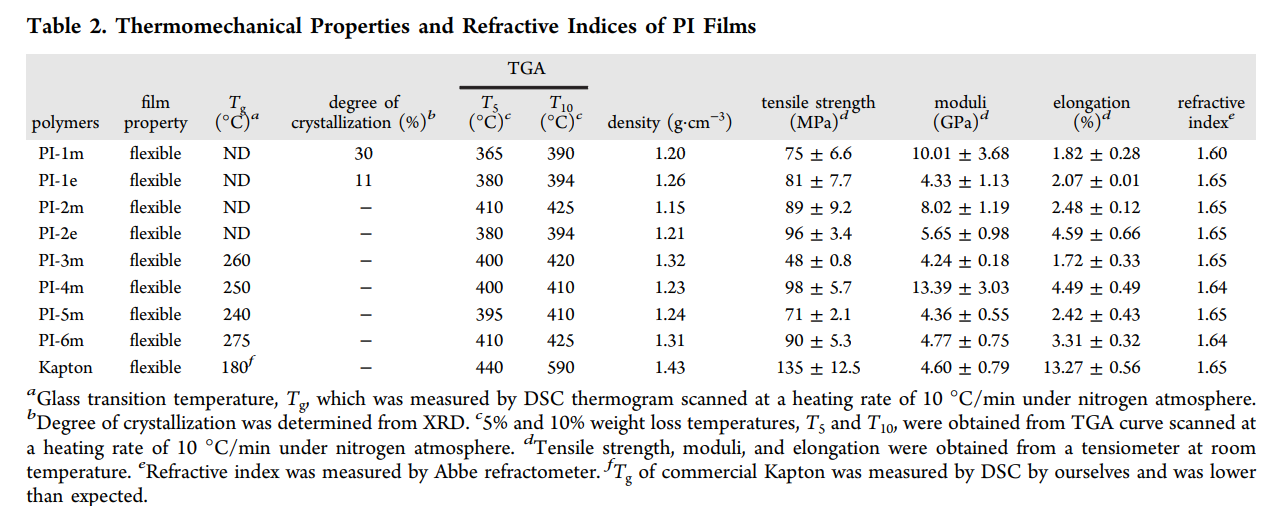 Table 2. Thermomechanical Properties and Refractive Indices of PI Films
TGA
polymers film property Tg (°C)a degree of crystallization (%)b T5 (°C)c T10 (°C)c density (g·cm−3) tensile strength (MPa)d moduli (GPa)d elongation (%)d refractive indexe
PI-1m flexible ND 30 365 390 1.20 75 ± 6.6 10.01 ± 3.68 1.82 ± 0.28 1.60
PI-1e flexible ND 11 380 394 1.26 81 ± 7.7 4.33 ± 1.13 2.07 ± 0.01 1.65
PI-2m flexible ND − 410 425 1.15 89 ± 9.2 8.02 ± 1.19 2.48 ± 0.12 1.65
PI-2e flexible ND − 380 394 1.21 96 ± 3.4 5.65 ± 0.98 4.59 ± 0.66 1.65
PI-3m flexible 260 − 400 420 1.32 48 ± 0.8 4.24 ± 0.18 1.72 ± 0.33 1.65
PI-4m flexible 250 − 400 410 1.23 98 ± 5.7 13.39 ± 3.03 4.49 ± 0.49 1.64
PI-5m flexible 240 − 395 410 1.24 71 ± 2.1 4.36 ± 0.55 2.42 ± 0.43 1.65
PI-6m flexible 275 − 410 425 1.31 90 ± 5.3 4.77 ± 0.75 3.31 ± 0.32 1.64
Kapton flexible 180f − 440 590 1.43 135 ± 12.5 4.60 ± 0.79 13.27 ± 0.56 1.65
aGlass transition temperature, Tg, which was measured by DSC thermogram scanned at a heating rate of 10 °C/min under nitrogen atmosphere.
bDegree of crystallization was determined from XRD. c5% and 10% weight loss temperatures, T5 and T10, were obtained from TGA curve scanned at
a heating rate of 10 °C/min under nitrogen atmosphere. dTensile strength, moduli, and elongation were obtained from a tensiometer at room
temperature. eRefractive index was measured by Abbe refractometer. fTg of commercial Kapton was measured by DSC by ourselves and was lower
than expected.